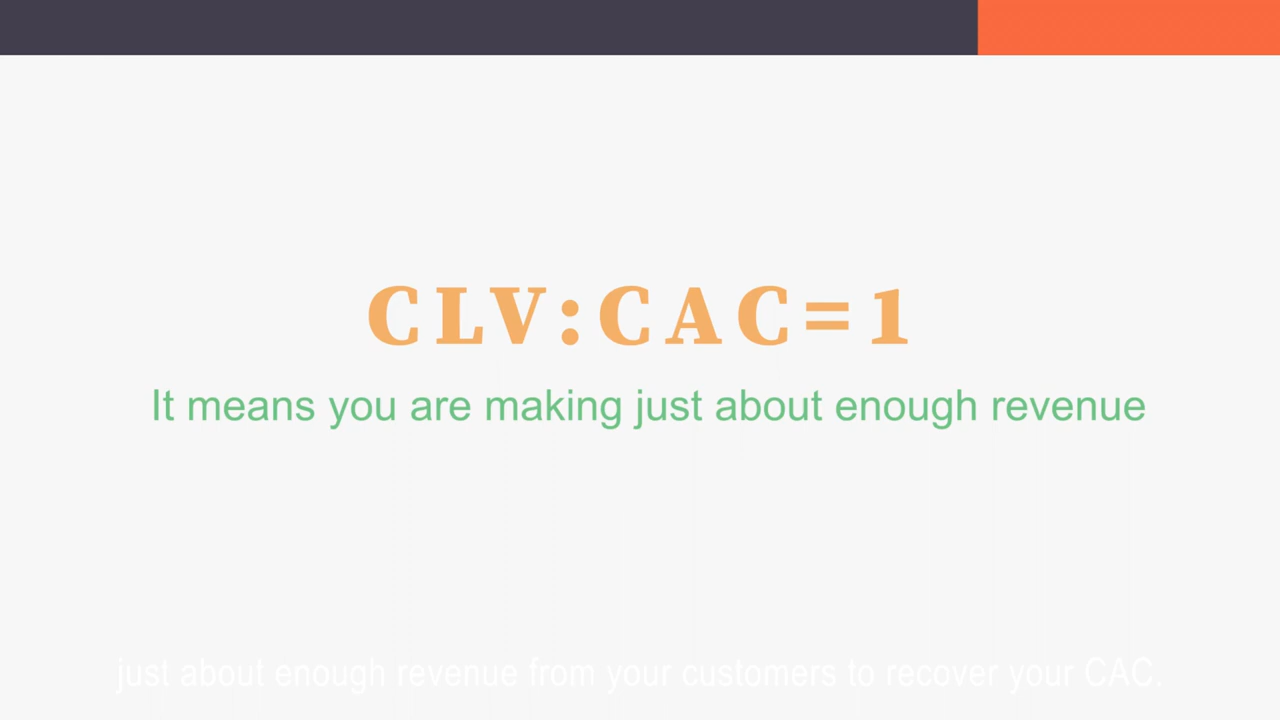 CLV:CAC=1
It means you are making just about enough revenue
just about enough revenue from your customers to recover your CAC.